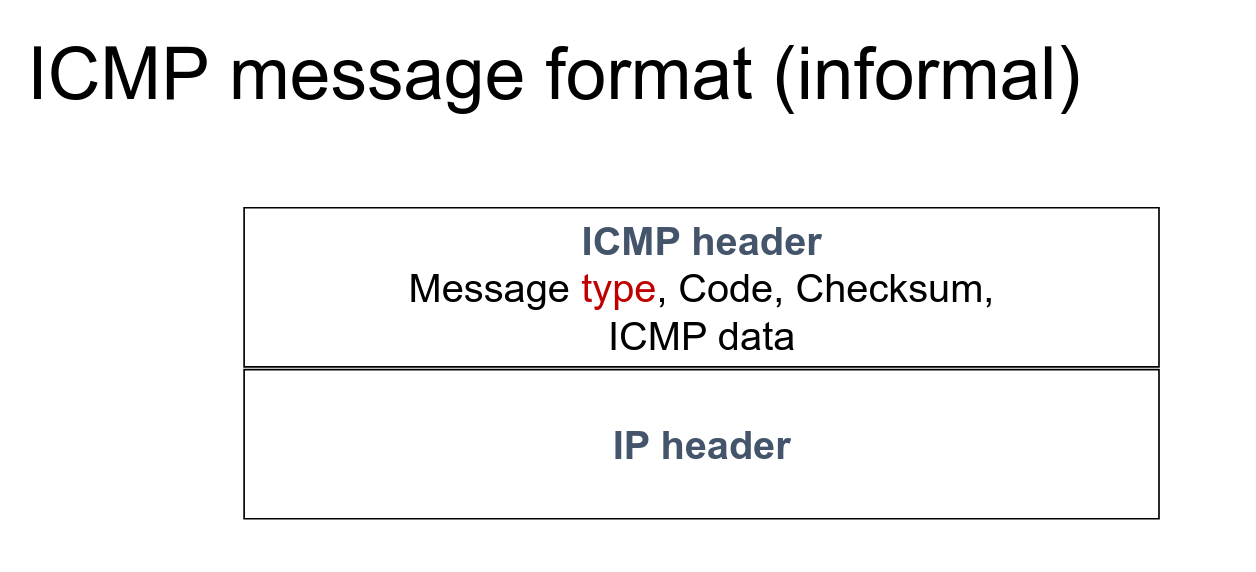 ICMP message format (informal)
ICMP header
Message type, Code, Checksum,
ICMP data
IP header